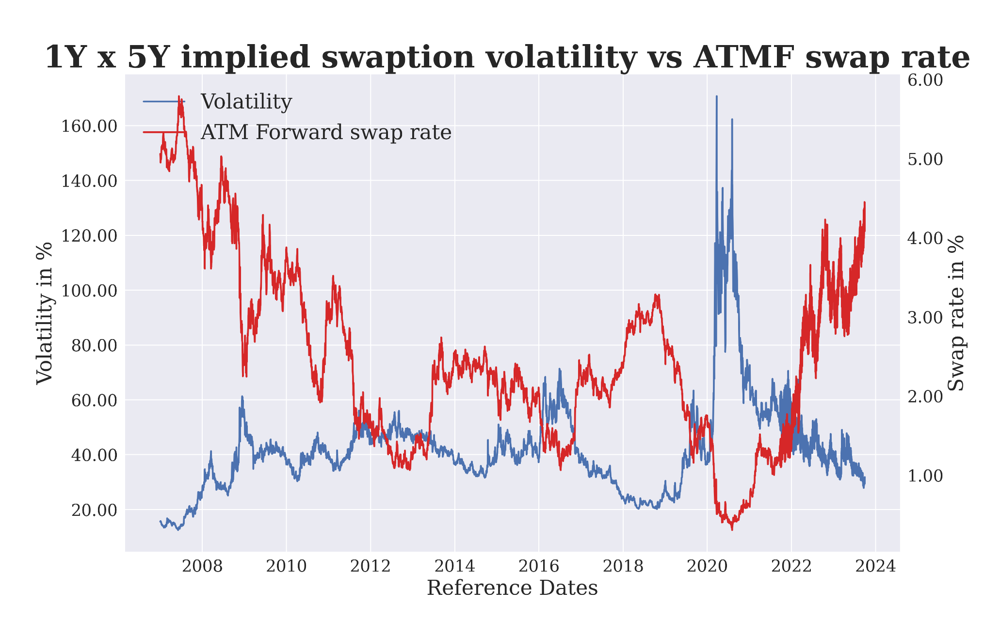 1Y x 5Y implied swaption volatility vs ATMF swap rate
Volatility
ATM Forward swap rate
Volatility in %
160.00
140.00
120.00
100.00
80.00
60.00
40.00
20.00
6.00
5.00
4.00
3.00
2.00
1.00
Swap rate in %
2008 2010 2012 2014 2016 2018 2020 2022 2024
Reference Dates